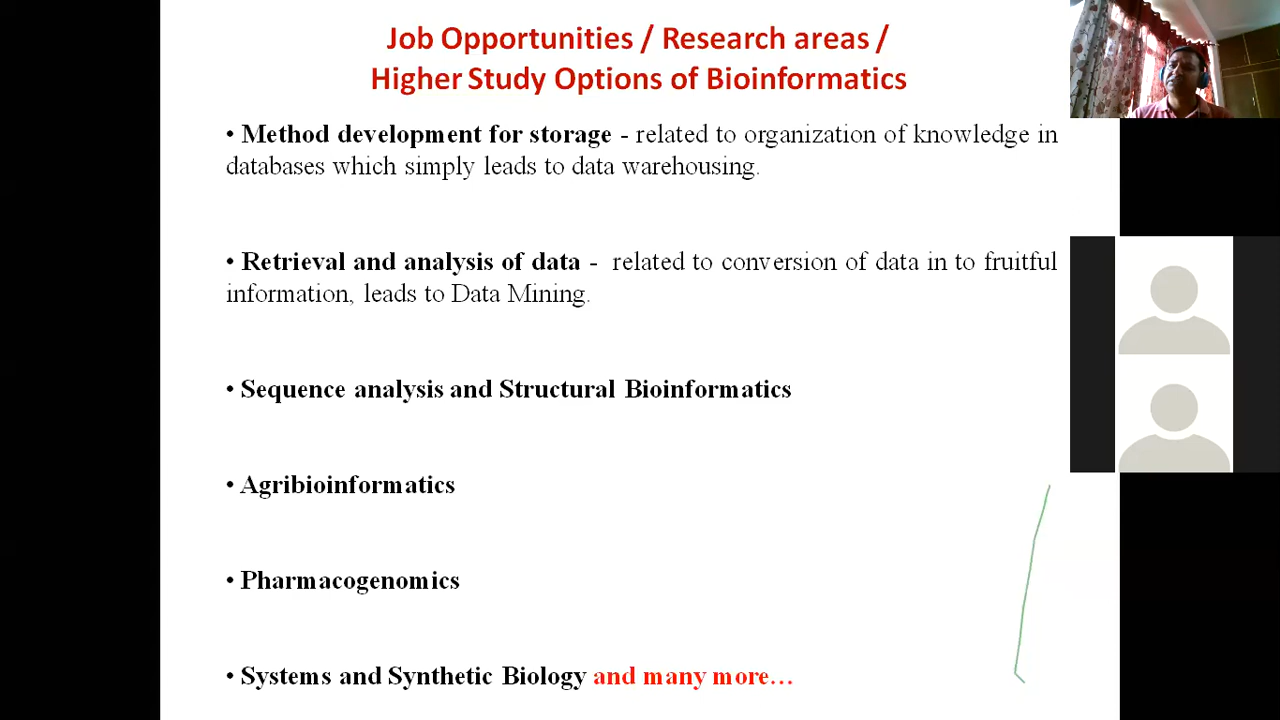 Job Opportunities / Research areas /
Higher Study Options of Bioinformatics
• Method development for storage - related to organization of knowledge in
databases which simply leads to data warehousing.
• Retrieval and analysis of data - related to conversion of data in to fruitful
information, leads to Data Mining.
• Sequence analysis and Structural Bioinformatics
• Agribioinformatics
• Pharmacogenomics
• Systems and Synthetic Biology and many more...